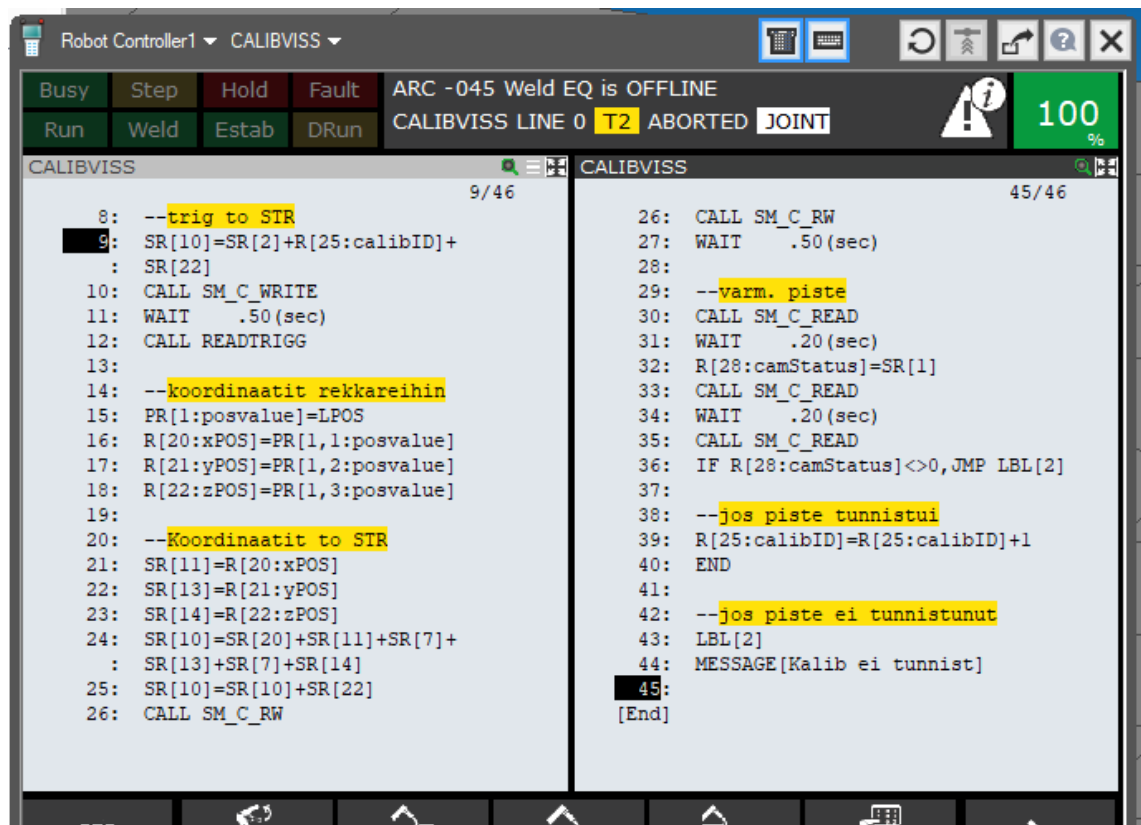 Robot Controller1 CALIBVISS
Busy Step Hold Fault
Run Weld Estab DRun
ARC -045 Weld EQ is OFFLINE
CALIBVISS LINE 0 T2 ABORTED JOINT
100
%
CALIBVISS
9/46
8: --trig to STR
9: SR[10]=SR[2]+R[25:calibID]+
: SR[22]
10: CALL SM_C_WRITE
11: WAIT .50(sec)
12: CALL READTRIGG
13:
14: --koordinaatit rekkareihin
15: PR[1:posvalue]=LPOS
16: R[20:xPOS]=PR[1,1:posvalue]
17: R[21:yPOS]=PR[1,2:posvalue]
18: R[22:zPOS]=PR[1,3:posvalue]
19:
20: --Koordinaatit to STR
21: SR[11]=R[20:xPOS]
22: SR[13]=R[21:yPOS]
23: SR[14]=R[22:zPOS]
24: SR[10]=SR[20]+SR[11]+SR[7]+
: SR[13]+SR[7]+SR[14]
25: SR[10]=SR[10]+SR[22]
26: CALL SM_C_RW
CALIBVISS
45/46
26: CALL SM_C_RW
27: WAIT .50(sec)
28:
29: --varm. piste
30: CALL SM_C_READ
31: WAIT .20(sec)
32: R[28:camStatus]=SR[1]
33: CALL SM_C_READ
34: WAIT .20(sec)
35: CALL SM_C_READ
36: IF R[28:camStatus]<>0,JMP LBL[2]
37:
38: --jos piste tunnistui
39: R[25:calibID]=R[25:calibID]+1
40: END
41:
42: --jos piste ei tunnistunut
43: LBL[2]
44: MESSAGE[Kalib ei tunnist]
45:
[End]